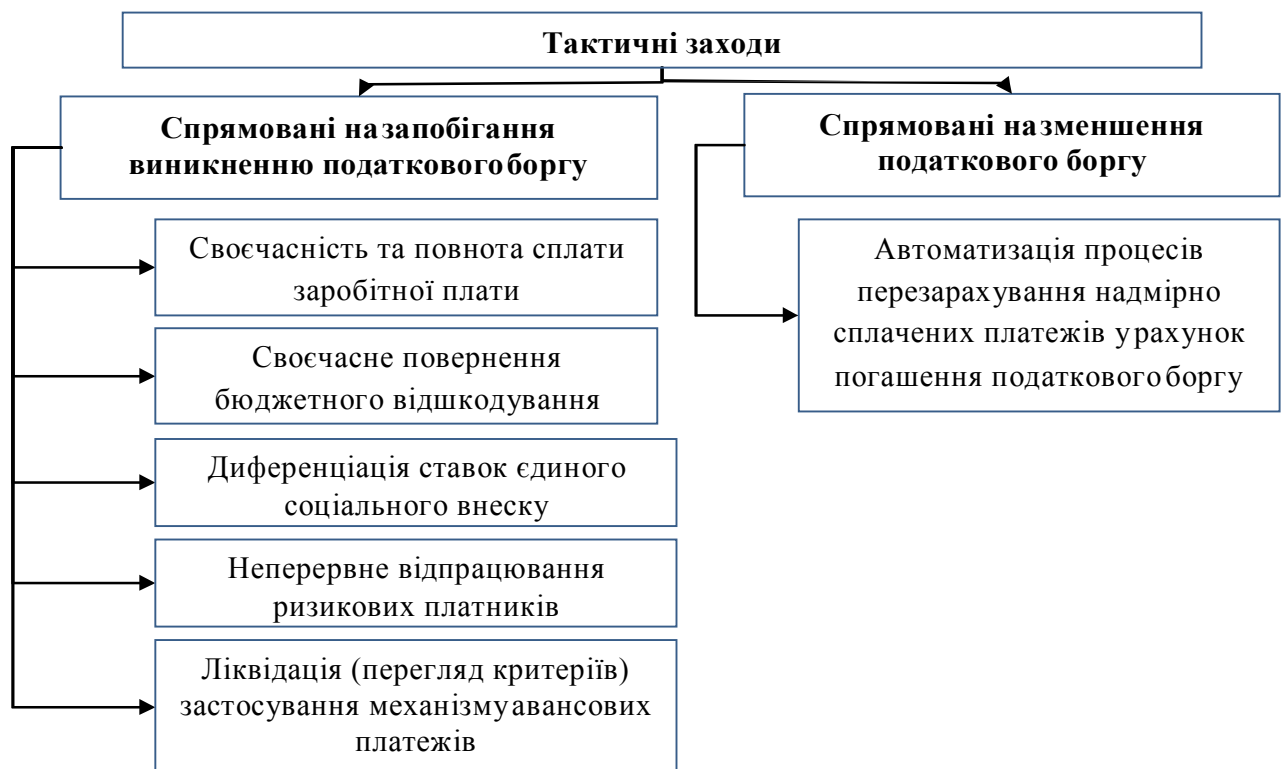 Тактичні заходи
Спрямовані на запобігання
виникненню податкового боргу
Своєчасність та повнота сплати
заробітної плати
Своєчасне повернення
бюджетного відшкодування
Диференціація ставок єдиного
соціального внеску
Неперервне відпрацювання
ризикових платників
Ліквідація (перегляд критеріїв)
застосування механізму авансових
платежів
Спрямовані на зменшення
податкового боргу
Автоматизація процесів
перезарахування надмірно
сплачених платежів у рахунок
погашення податкового боргу